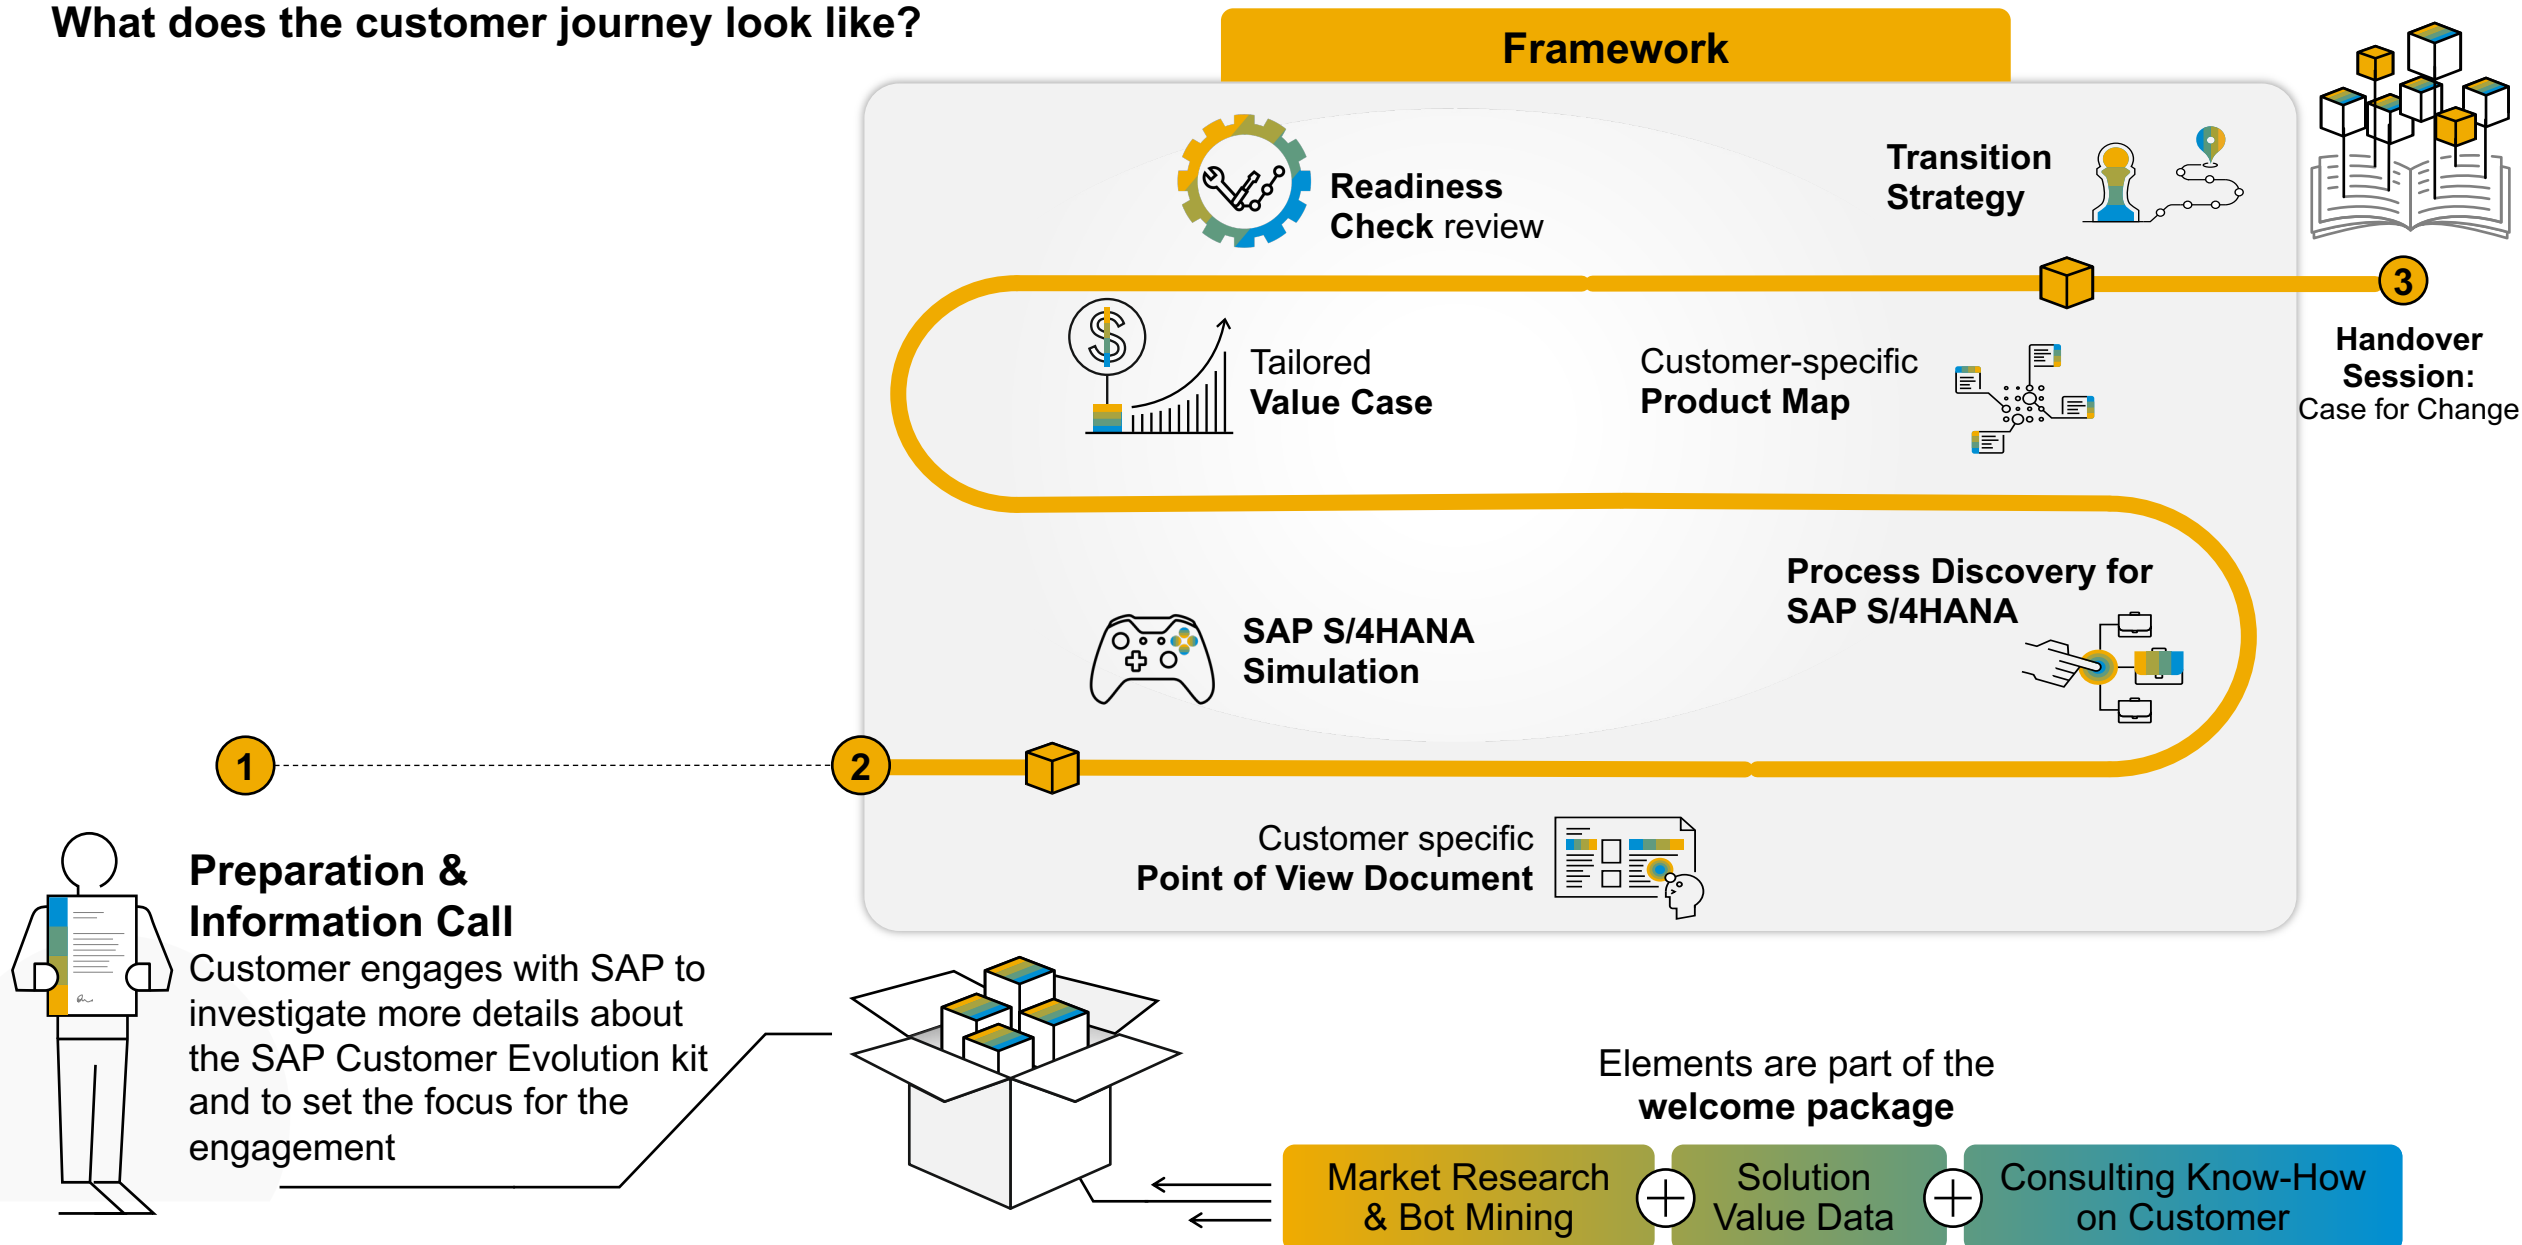 What does the customer journey look like?
Framework
Readiness
Check review
Transition
Strategy
3
Handover
Session:
Case for Change
$
Tailored
Value Case
Customer-specific
Product Map
Process Discovery for
SAP S/4HANA
SAP S/4HANA
Simulation
1
2
Customer specific
Point of View Document
Preparation &
Information Call
Customer engages with SAP to
investigate more details about
the SAP Customer Evolution kit
and to set the focus for the
engagement
Elements are part of the
welcome package
Market Research
& Bot Mining
Solution
Value Data
Consulting Know-How
on Customer